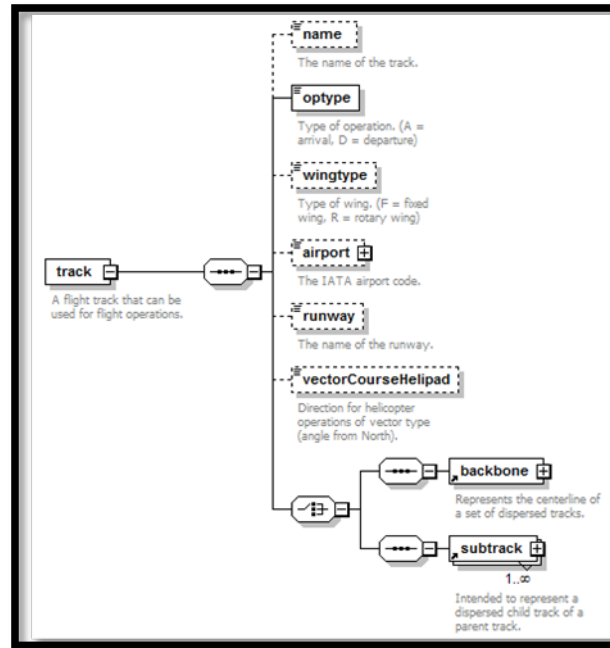 name
The name of the track.
optype
Type of operation. (A =
arrival, D = departure)
wingtype
Type of wing. (F = fixed
wing, R = rotary wing)
airport
The IATA airport code.
track
A flight track that can be
used for flight operations.
runway
The name of the runway.
vectorCourseHelipad
Direction for helicopter
operations of vector type
(angle from North).
backbone
Represents the centerline of
a set of dispersed tracks.
subtrack
1..∞
Intended to represent a
dispersed child track of a
parent track.